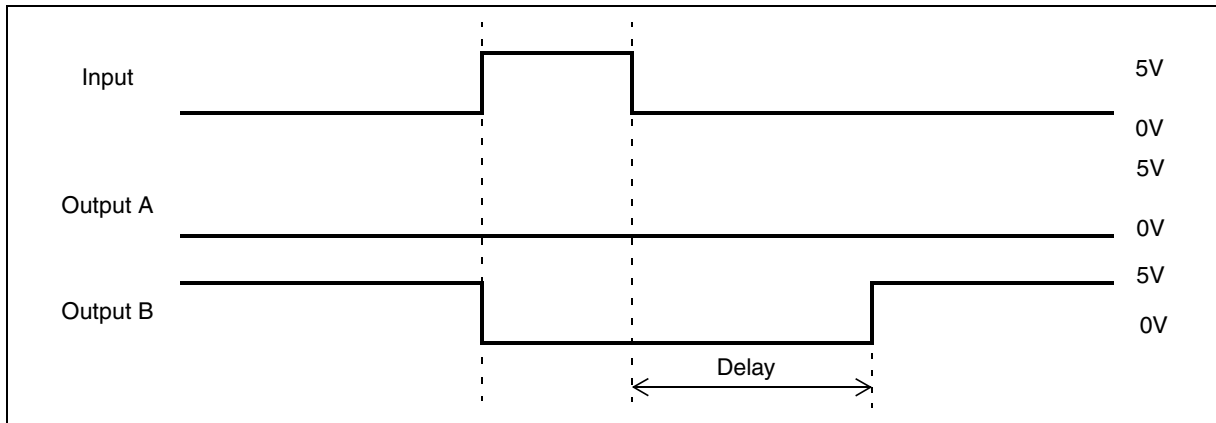 Input
5V
0V
5V
Output A
0V
5V
Output B
0V
Delay